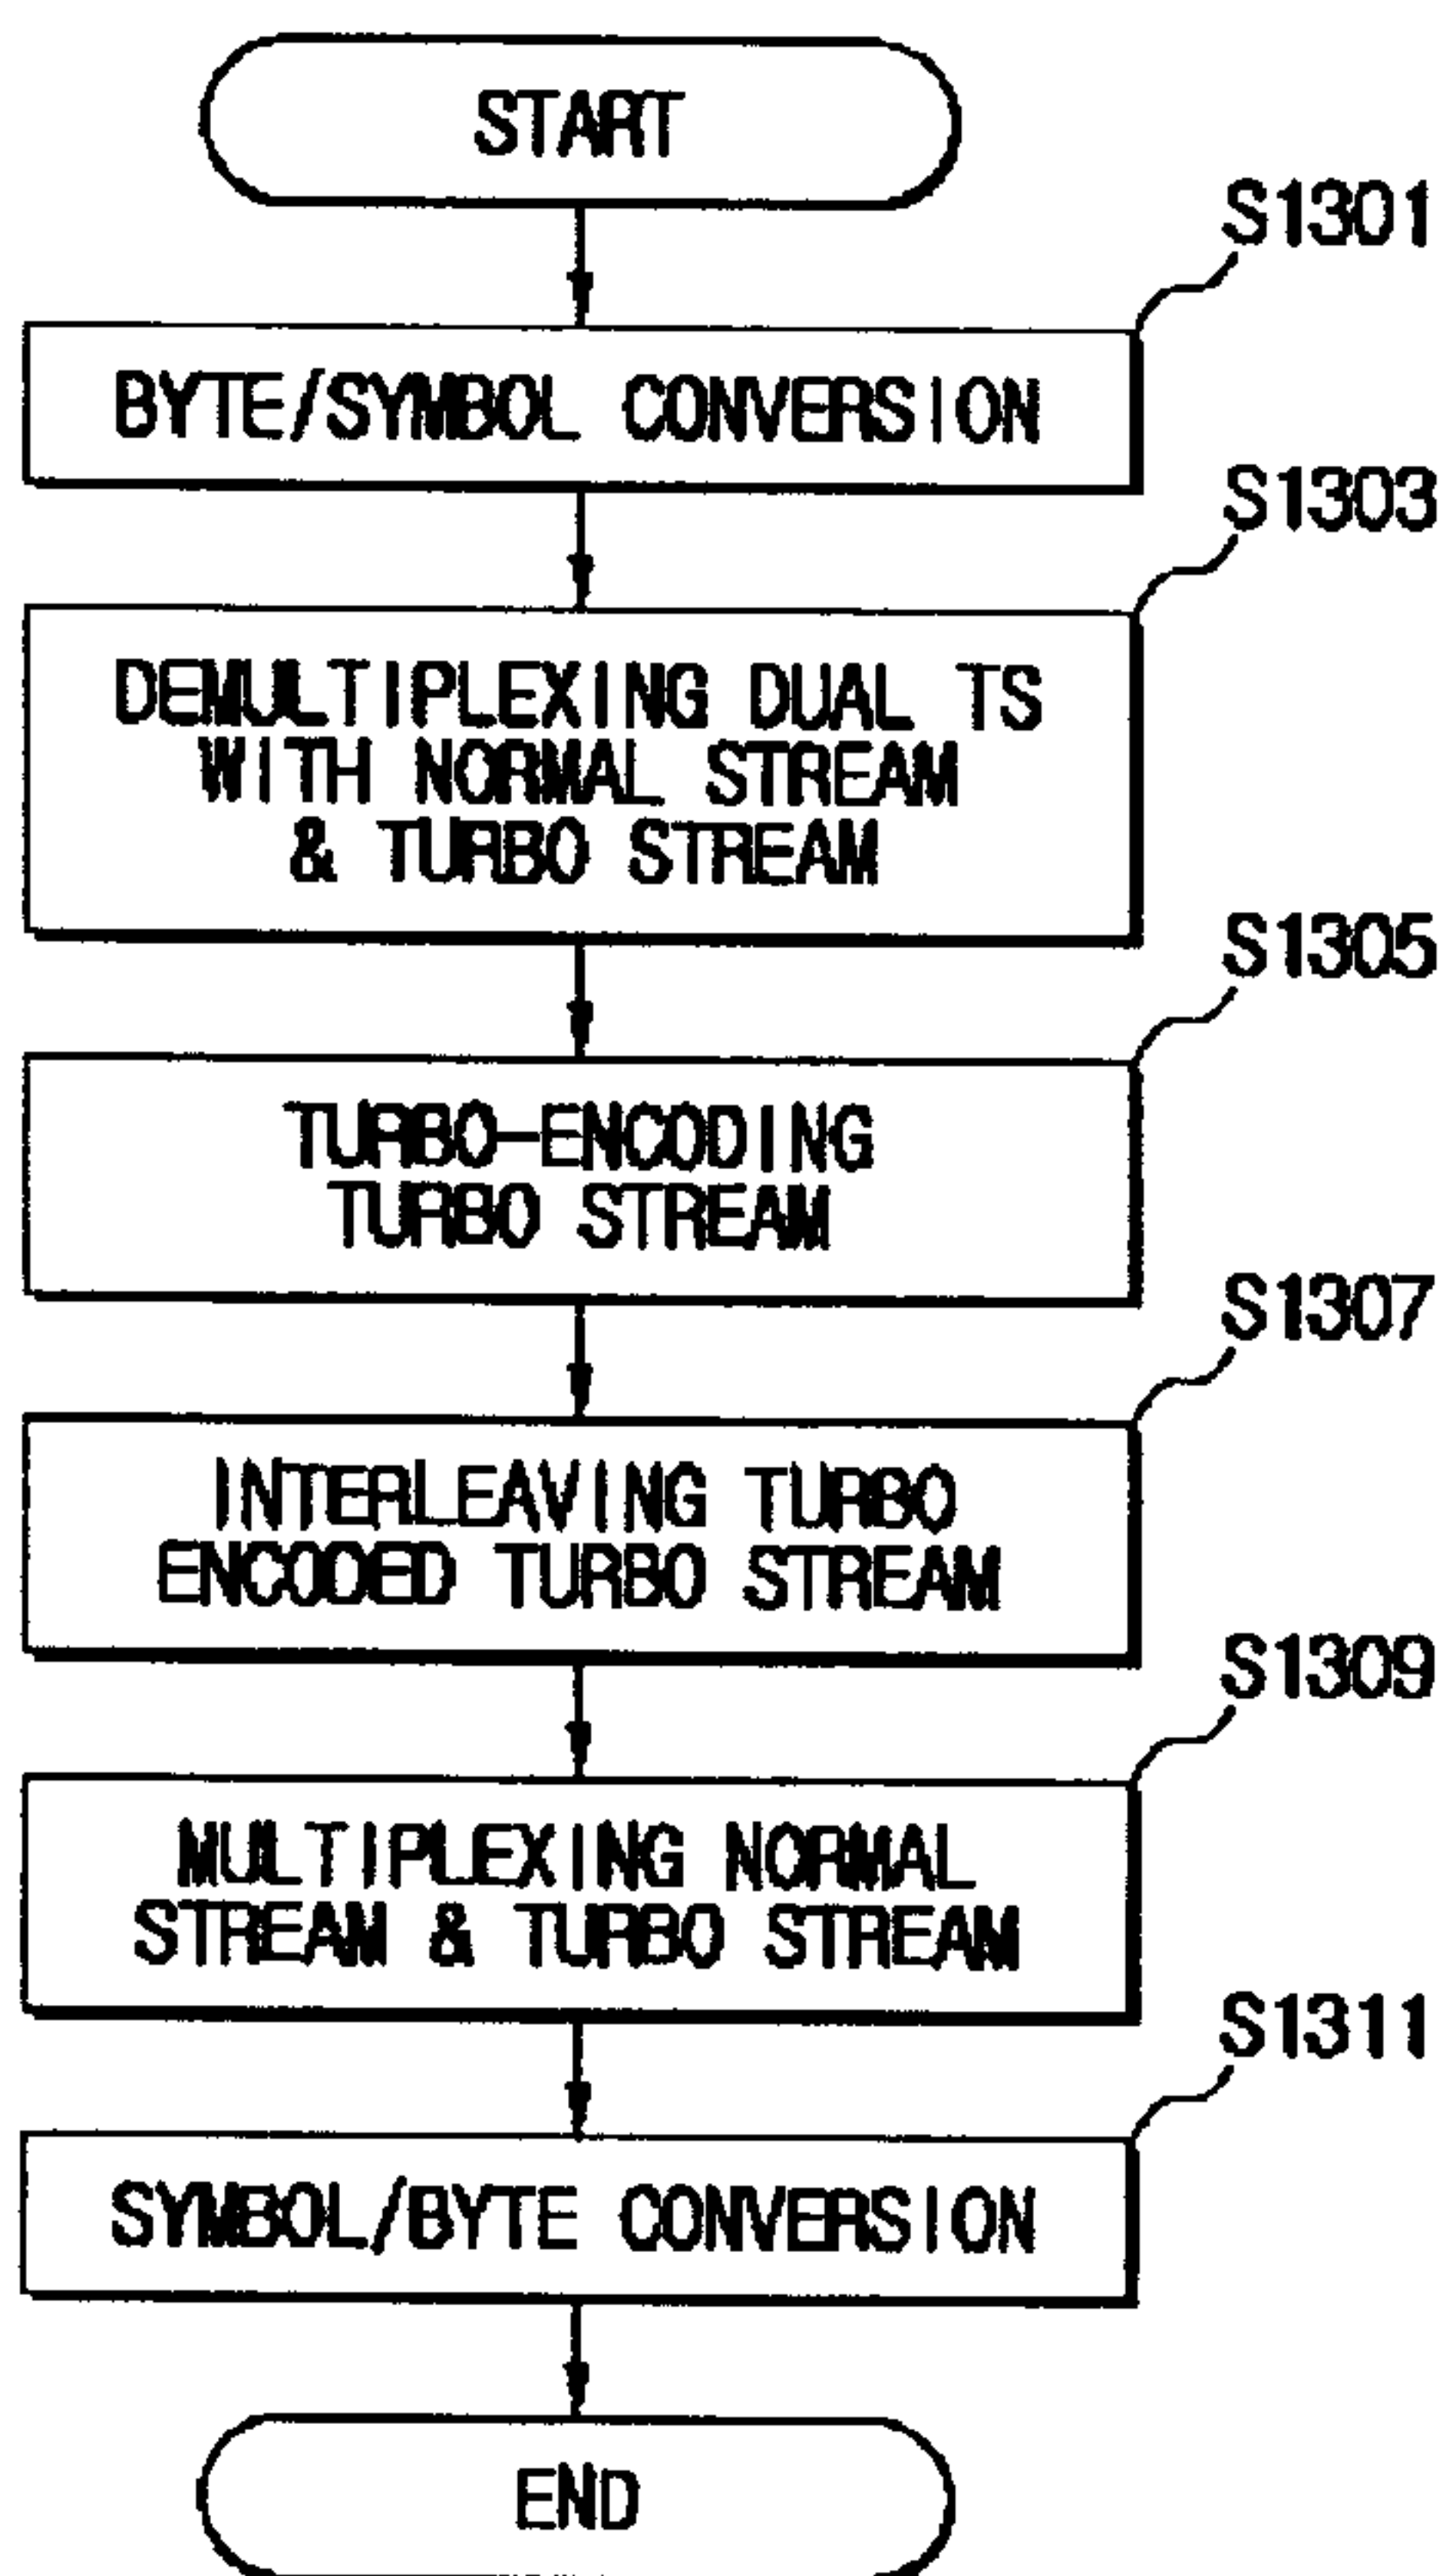 START
S1301
BYTE/SYMBOL CONVERSION
S1303
DEMULTIPLEXING DUAL TS
WITH NORMAL STREAM
& TURBO STREAM
S1305
TURBO-ENCODING
TURBO STREAM
S1307
INTERLEAVING TURBO
ENCODED TURBO STREAM
S1309
MULTIPLEXING NORMAL
STREAM & TURBO STREAM
S1311
SYMBOL/BYTE CONVERSION
END